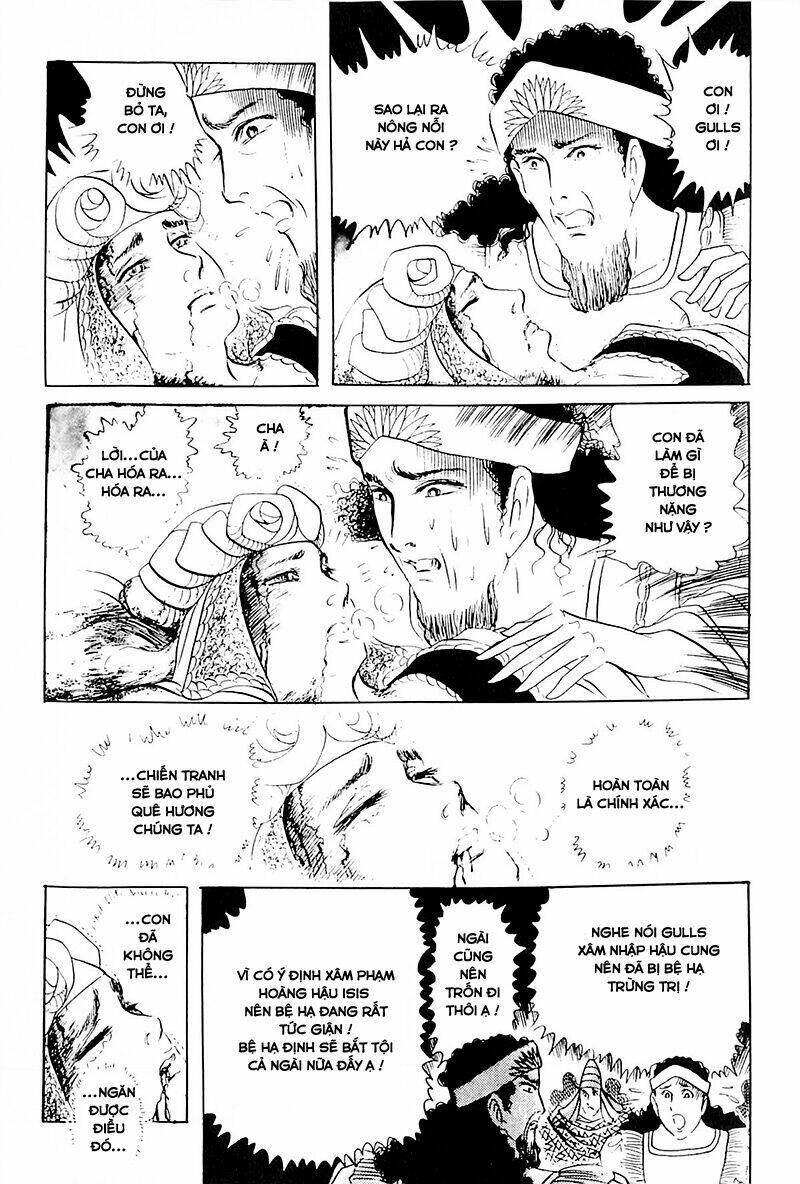 CON
ƠI !
GULLS
ƠI !
SAO LẠI RA
NÔNG NỖI
NÀY HẢ CON ?
ĐỪNG
BỎ TA,
CON ƠI !
CON ĐÃ
LÀM GÌ
ĐỂ BỊ
THƯƠNG
NẶNG
NHƯ VẬY ?
CHA
À !
LỜI...CỦA
CHA HÓA RA...
HÓA RA...
HOÀN TOÀN
LÀ CHÍNH XÁC...
...CHIẾN TRANH
SẼ BAO PHỦ
QUÊ HƯƠNG
CHÚNG TA !
NGHE NÓI GULLS
XÂM NHẬP HẬU CUNG
NÊN ĐÃ BỊ BỆ HẠ
TRỪNG TRỊ !
NGÀI
CŨNG
NÊN
TRỐN ĐI
THÔI Ạ !
VÌ CÓ Ý ĐỊNH XÂM PHẠM
HOÀNG HẬU ISIS
NÊN BỆ HẠ ĐANG RẤT
TỨC GIẬN !
BỆ HẠ ĐỊNH SẼ BẮT TỘI
CẢ NGÀI NỮA ĐẤY Ạ !
...CON
ĐÃ
KHÔNG
THỂ...
...NGĂN
ĐƯỢC
ĐIỀU
ĐÓ...